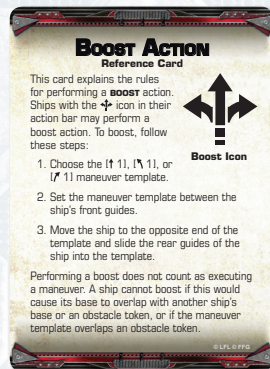 BOOST ACTION
Reference Card
This card explains the rules
for performing a BOOST action.
Ships with the icon in their
action bar may perform a
boost action. To boost, follow
these steps:
Boost Icon
1. Choose the [↑ 1], [↖ 1], or
[↗ 1] maneuver template.
2. Set the maneuver template between the
ship's front guides.
3. Move the ship to the opposite end of the
template and slide the rear guides of the
ship into the template.
Performing a boost does not count as executing
a maneuver. A ship cannot boost if this would
cause its base to overlap with another ship's
base or an obstacle token, or if the maneuver
template overlaps an obstacle token.
© LFL © FFG